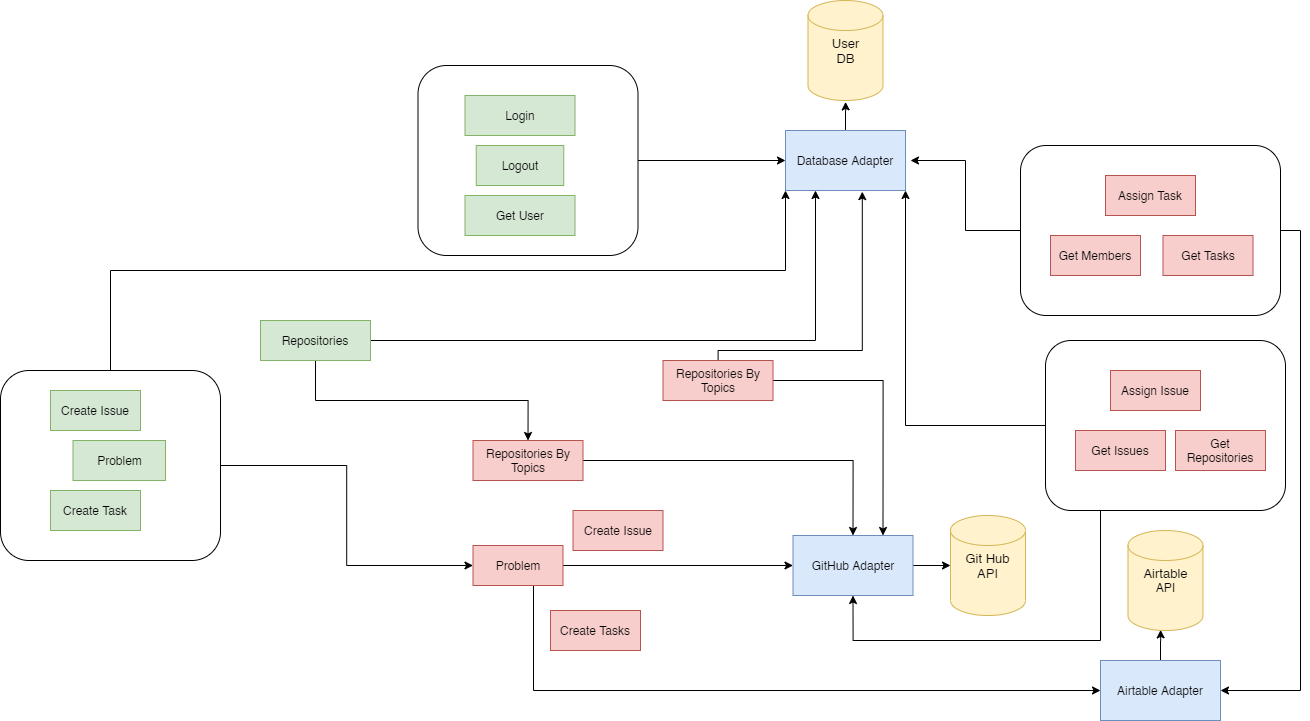 User
DB
Login
Logout
Get User
Database Adapter
Assign Task
Get Members
Get Tasks
Repositories
Repositories By
Topics
Create Issue
Problem
Create Task
Assign Issue
Get Issues
Get
Repositories
Repositories By
Topics
Create Issue
Problem
GitHub Adapter
Git Hub
API
Airtable
API
Create Tasks
Airtable Adapter